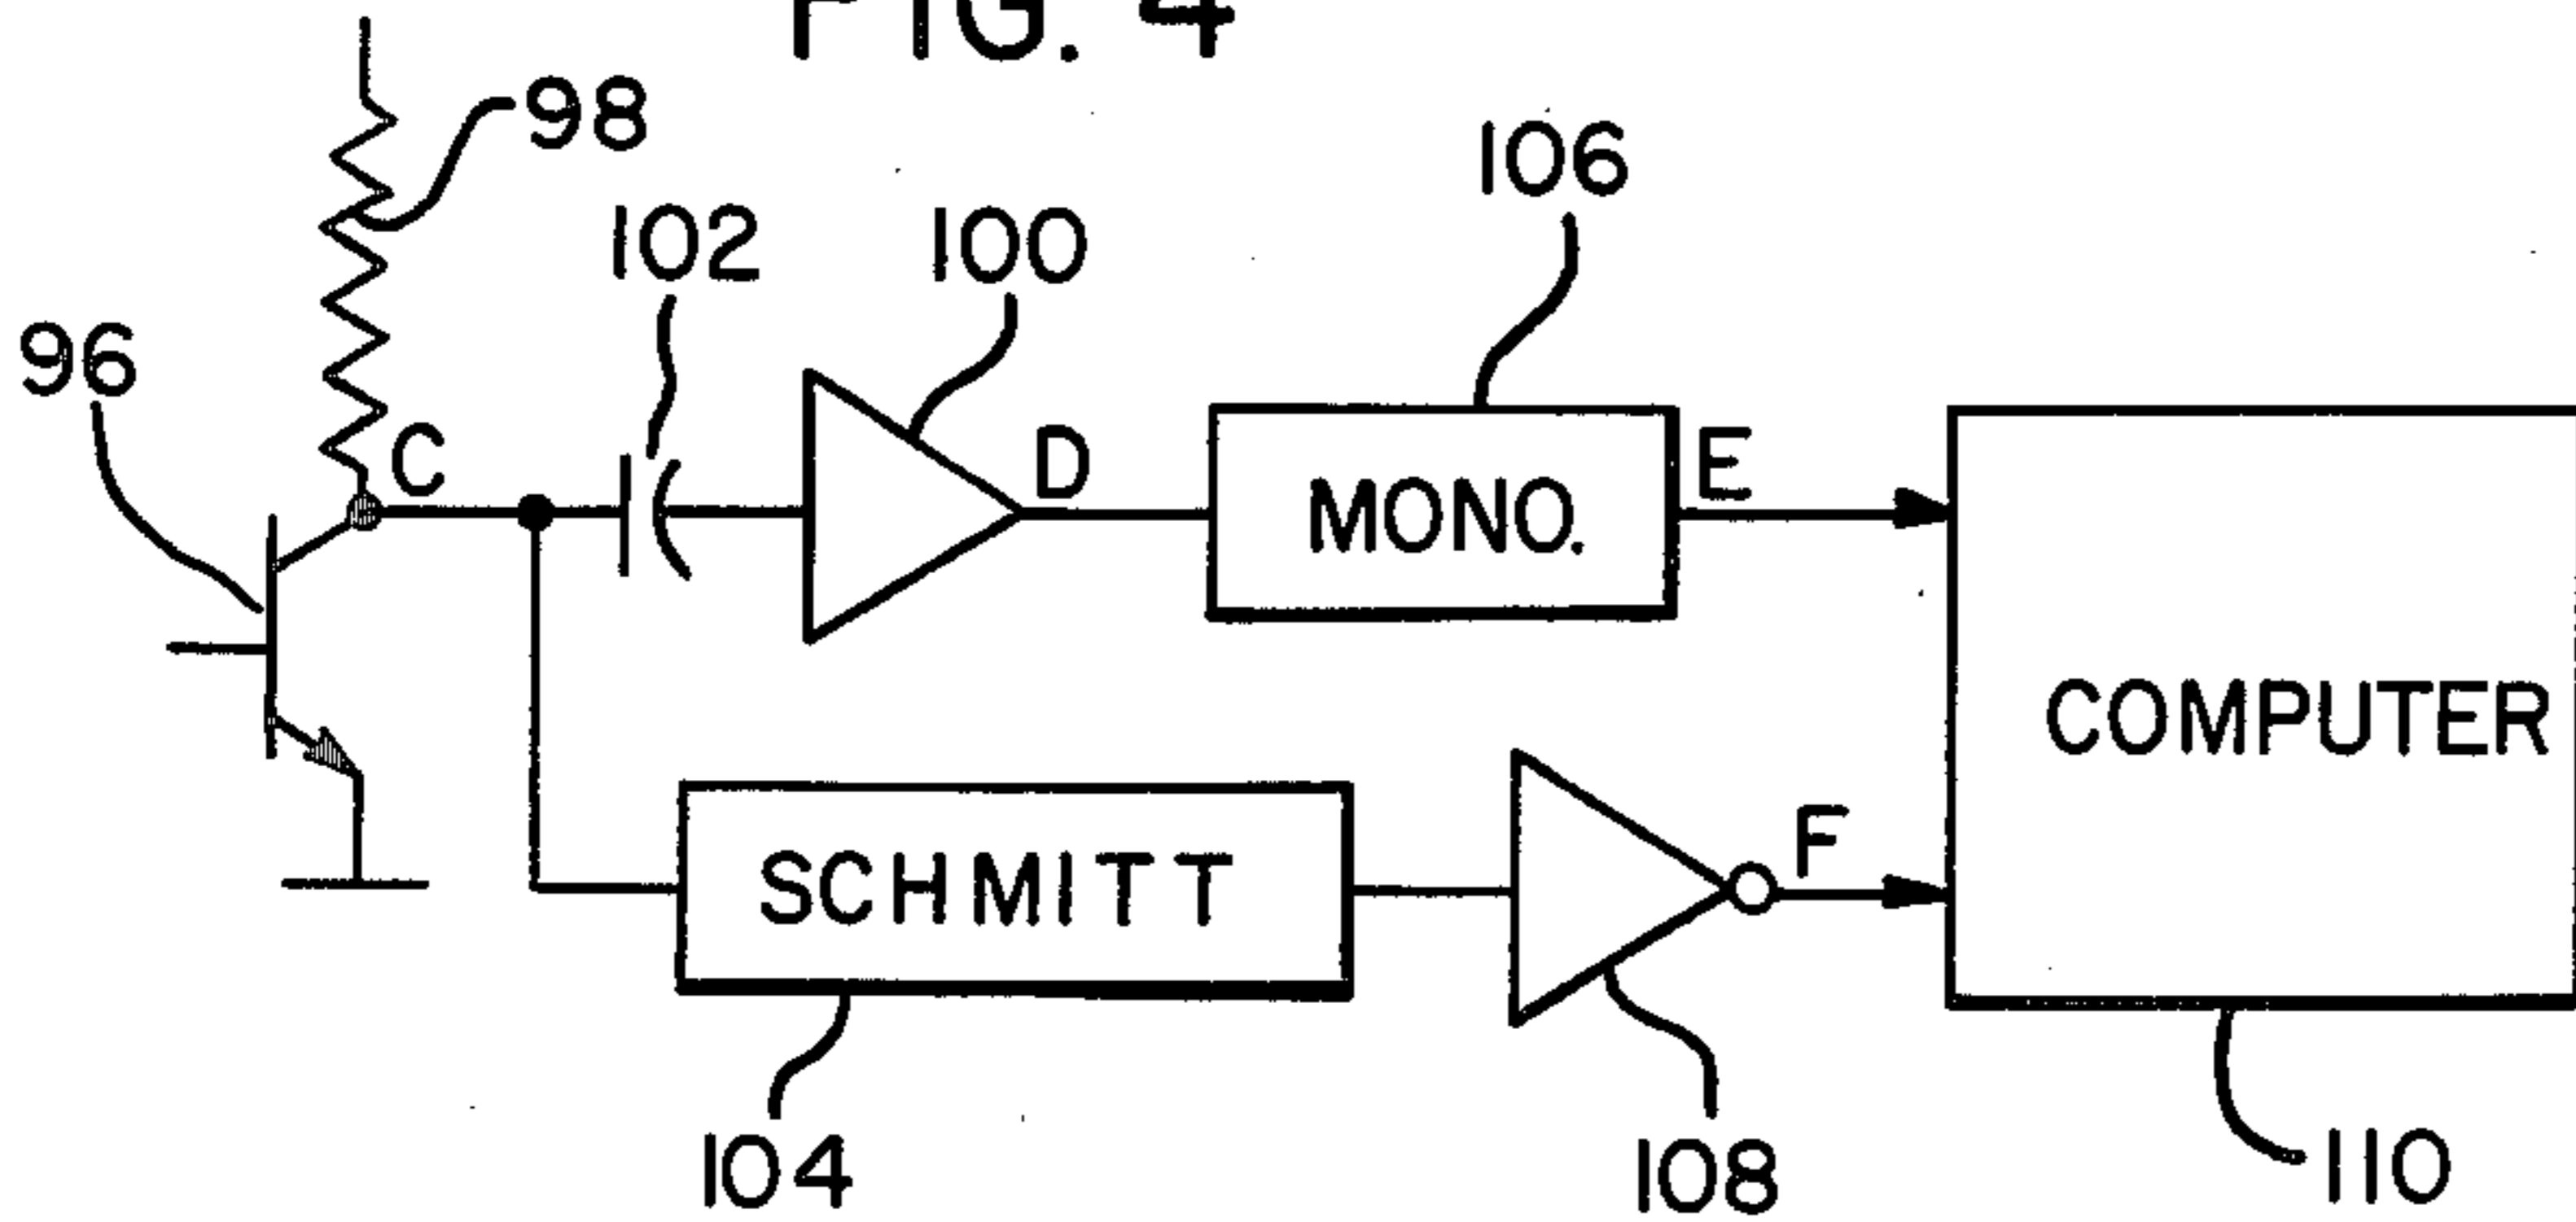 FIG. 4
98
106
102
100
96
C
D
E
MONO.
COMPUTER
F
SCHMITT
104
108
110